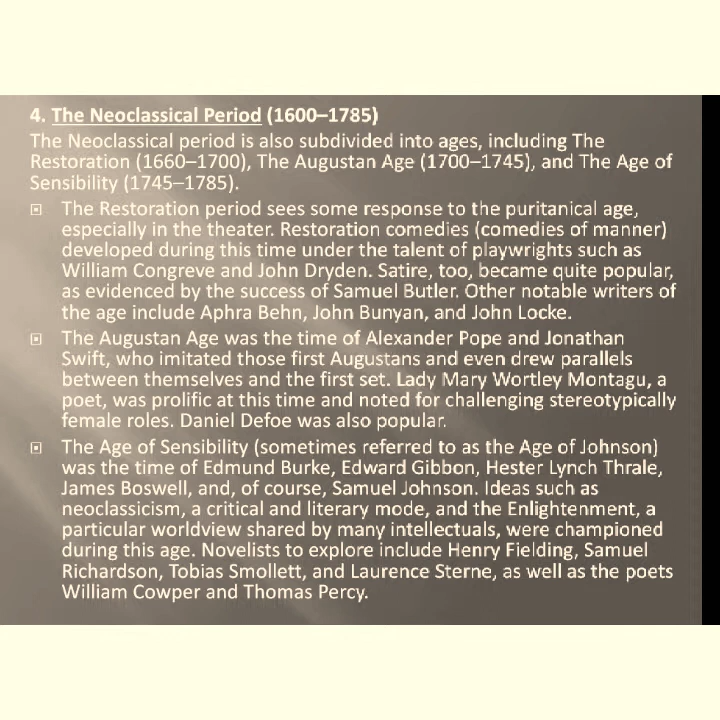 4. The Neoclassical Period (1600–1785)
The Neoclassical period is also subdivided into ages, including The
Restoration (1660–1700), The Augustan Age (1700–1745), and The Age of
Sensibility (1745–1785).
The Restoration period sees some response to the puritanical age,
especially in the theater. Restoration comedies (comedies of manner)
developed during this time under the talent of playwrights such as
William Congreve and John Dryden. Satire, too, became quite popular,
as evidenced by the success of Samuel Butler. Other notable writers of
the age include Aphra Behn, John Bunyan, and John Locke.
The Augustan Age was the time of Alexander Pope and Jonathan
Swift, who imitated those first Augustans and even drew parallels
between themselves and the first set. Lady Mary Wortley Montagu, a
poet, was prolific at this time and noted for challenging stereotypically
female roles. Daniel Defoe was also popular.
The Age of Sensibility (sometimes referred to as the Age of Johnson)
was the time of Edmund Burke, Edward Gibbon, Hester Lynch Thrale,
James Boswell, and, of course, Samuel Johnson. Ideas such as
neoclassicism, a critical and literary mode, and the Enlightenment, a
particular worldview shared by many intellectuals, were championed
during this age. Novelists to explore include Henry Fielding, Samuel
Richardson, Tobias Smollett, and Laurence Sterne, as well as the poets
William Cowper and Thomas Percy.